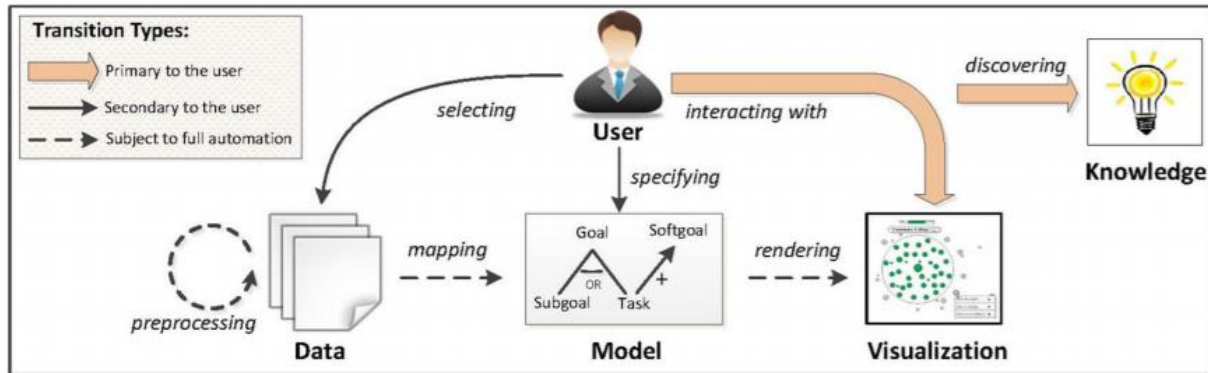 Transition Types:
Primary to the user
Secondary to the user
Subject to full automation
selecting
User
interacting with
discovering
Knowledge
specifying
preprocessing
Data
mapping
Goal
Softgoal
OR
+
Subgoal
Task
Model
rendering
Visualization